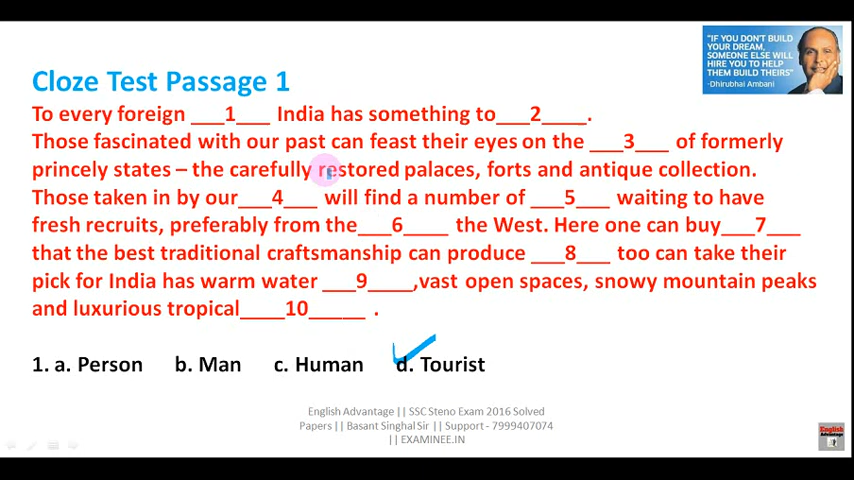 "IF YOU DON'T BUILD
YOUR DREAM,
SOMEONE ELSE WILL
HIRE YOU TO HELP
THEM BUILD THEIRS"
-Dhirubhai Ambani
Cloze Test Passage 1
To every foreign ___1___ India has something to___2____.
Those fascinated with our past can feast their eyes on the ___3___ of formerly
princely states – the carefully restored palaces, forts and antique collection.
Those taken in by our___4___ will find a number of ___5___ waiting to have
fresh recruits, preferably from the___6____ the West. Here one can buy___7___
that the best traditional craftsmanship can produce ___8___ too can take their
pick for India has warm water ___9____,vast open spaces, snowy mountain peaks
and luxurious tropical____10_____ .
1. a. Person b. Man c. Human d. Tourist
English Advantage || SSC Steno Exam 2016 Solved
Papers || Basant Singhal Sir || Support - 7999407074
|| EXAMINEE.IN
English
Advantage